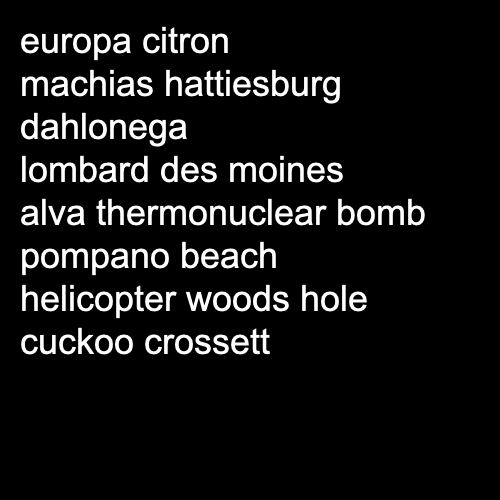 europa citron
machias hattiesburg
dahlonega
lombard des moines
alva thermonuclear bomb
pompano beach
helicopter woods hole
cuckoo crossett